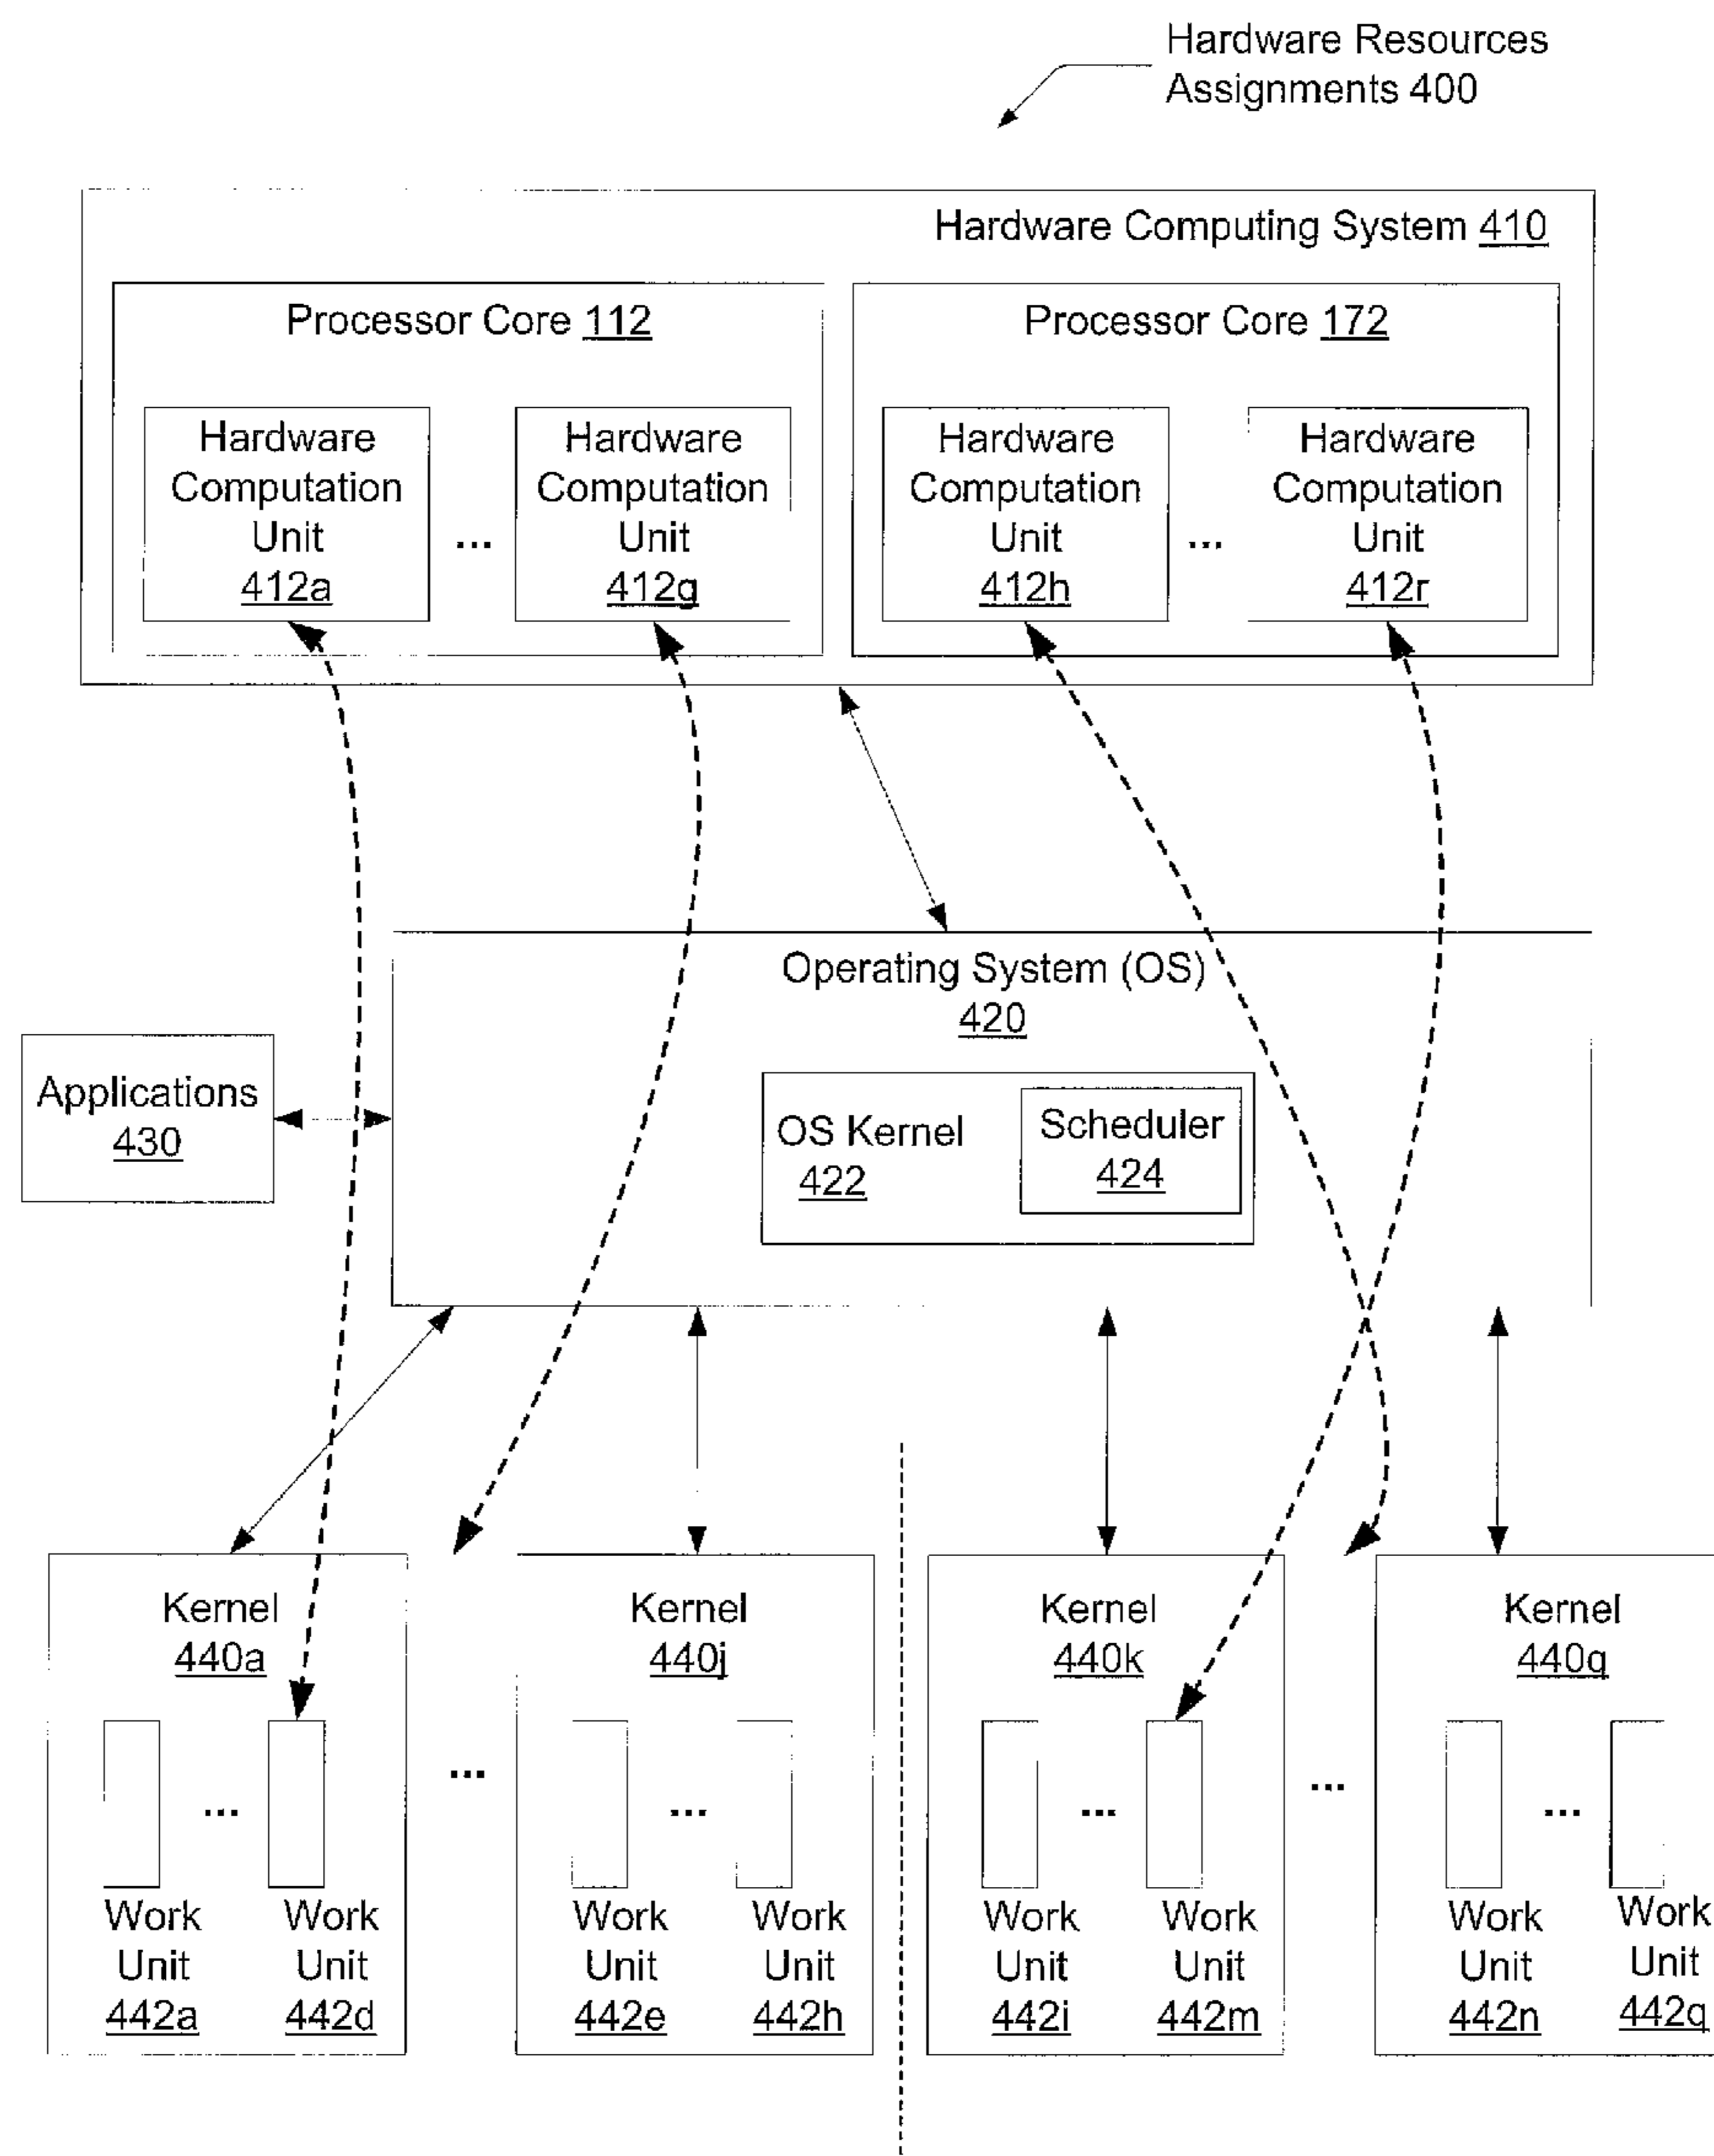 Hardware Resources
Assignments 400
Hardware Computing System 410
Processor Core 112
Processor Core 172
Hardware
Computation
Unit
412a
...
Hardware
Computation
Unit
412g
Hardware
Computation
Unit
412h
...
Hardware
Computation
Unit
412r
Operating System (OS)
420
Applications
430
OS Kernel
422
Scheduler
424
Kernel
440a
...
Work
Unit
442a
Work
Unit
442d
...
Kernel
440j
...
Work
Unit
442e
Work
Unit
442h
Kernel
440k
...
Work
Unit
442i
Work
Unit
442m
...
Kernel
440q
...
Work
Unit
442n
Work
Unit
442q